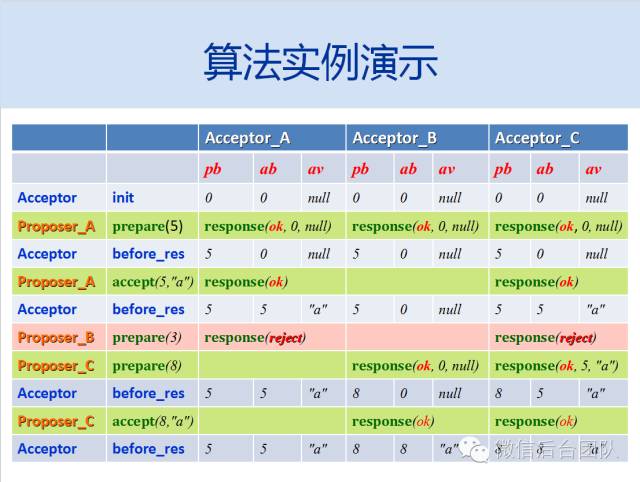 算法实例演示
Acceptor_A Acceptor_B Acceptor_C
pb ab av pb ab av pb ab av
Acceptor init 0 0 null 0 0 null 0 0 null
Proposer_A prepare(5) response(ok, 0, null) response(ok, 0, null) response(ok, 0, null)
Acceptor before_res 5 0 null 5 0 null 5 0 null
Proposer_A accept(5,"a") response(ok) response(ok)
Acceptor before_res 5 5 "a" 5 0 null 5 5 "a"
Proposer_B prepare(3) response(reject) response(reject)
Proposer_C prepare(8) response(ok, 0, null) response(ok, 5, "a")
Acceptor before_res 5 5 "a" 8 0 null 8 5 "a"
Proposer_C accept(8,"a") response(ok) response(ok)
Acceptor before_res 5 5 "a" 8 8 "a" 8 8 "a"
微信后台团队